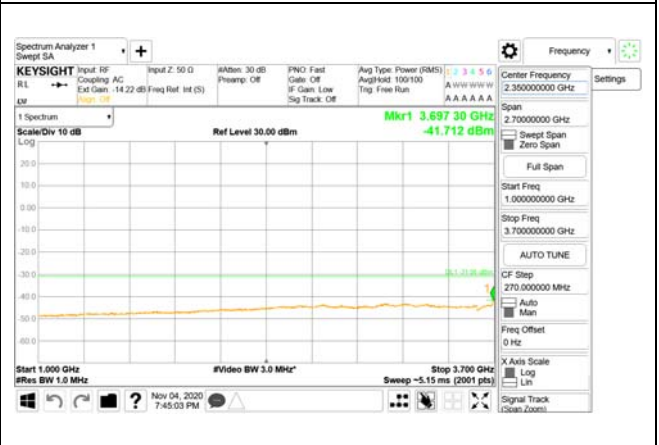 Spectrum Analyzer 1
Swept SA
Frequency
KEYSIGHT
RL
Input: RF
Coupling: AC
Ext Gain: -14.22 dB
Align: Off
Input Z: 50 Ω
Freq Ref: Int (S)
#Atten: 30 dB
Preamp: Off
PNO: Fast
Gate: Off
IF Gain: Low
Sig Track: Off
Avg Type: Power (RMS)
Avg|Hold: 100/100
Trig: Free Run
1 2 3 4 5 6
A W W W W W
A A A A A A
1 Spectrum
Scale/Div 10 dB
Log
Ref Level 30.00 dBm
Mkr1 3.697 30 GHz
-41.712 dBm
20.0
10.0
0.00
-10.0
-20.0
-30.0
-40.0
-50.0
-60.0
1
Start 1.000 GHz
#Res BW 1.0 MHz
#Video BW 3.0 MHz*
Stop 3.700 GHz
Sweep ~5.15 ms (2001 pts)
Nov 04, 2020
7:45:03 PM
?
Center Frequency
2.350000000 GHz
Settings
Span
2.70000000 GHz
Swept Span
Zero Span
Full Span
Start Freq
1.000000000 GHz
Stop Freq
3.700000000 GHz
AUTO TUNE
CF Step
270.000000 MHz
Auto
Man
Freq Offset
0 Hz
X Axis Scale
Log
Lin
Signal Track
(Span Zoom)